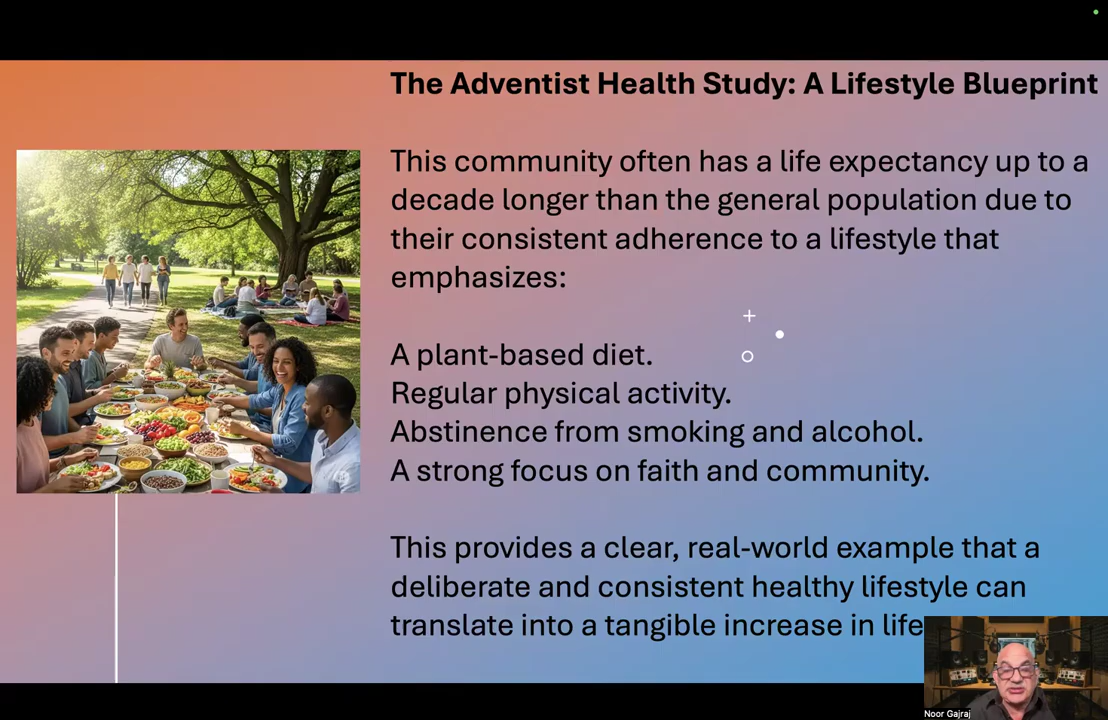 The Adventist Health Study: A Lifestyle Blueprint
This community often has a life expectancy up to a
decade longer than the general population due to
their consistent adherence to a lifestyle that
emphasizes:
A plant-based diet.
Regular physical activity.
Abstinence from smoking and alcohol.
A strong focus on faith and community.
This provides a clear, real-world example that a
deliberate and consistent healthy lifestyle can
translate into a tangible increase in life
Noor Gajraj